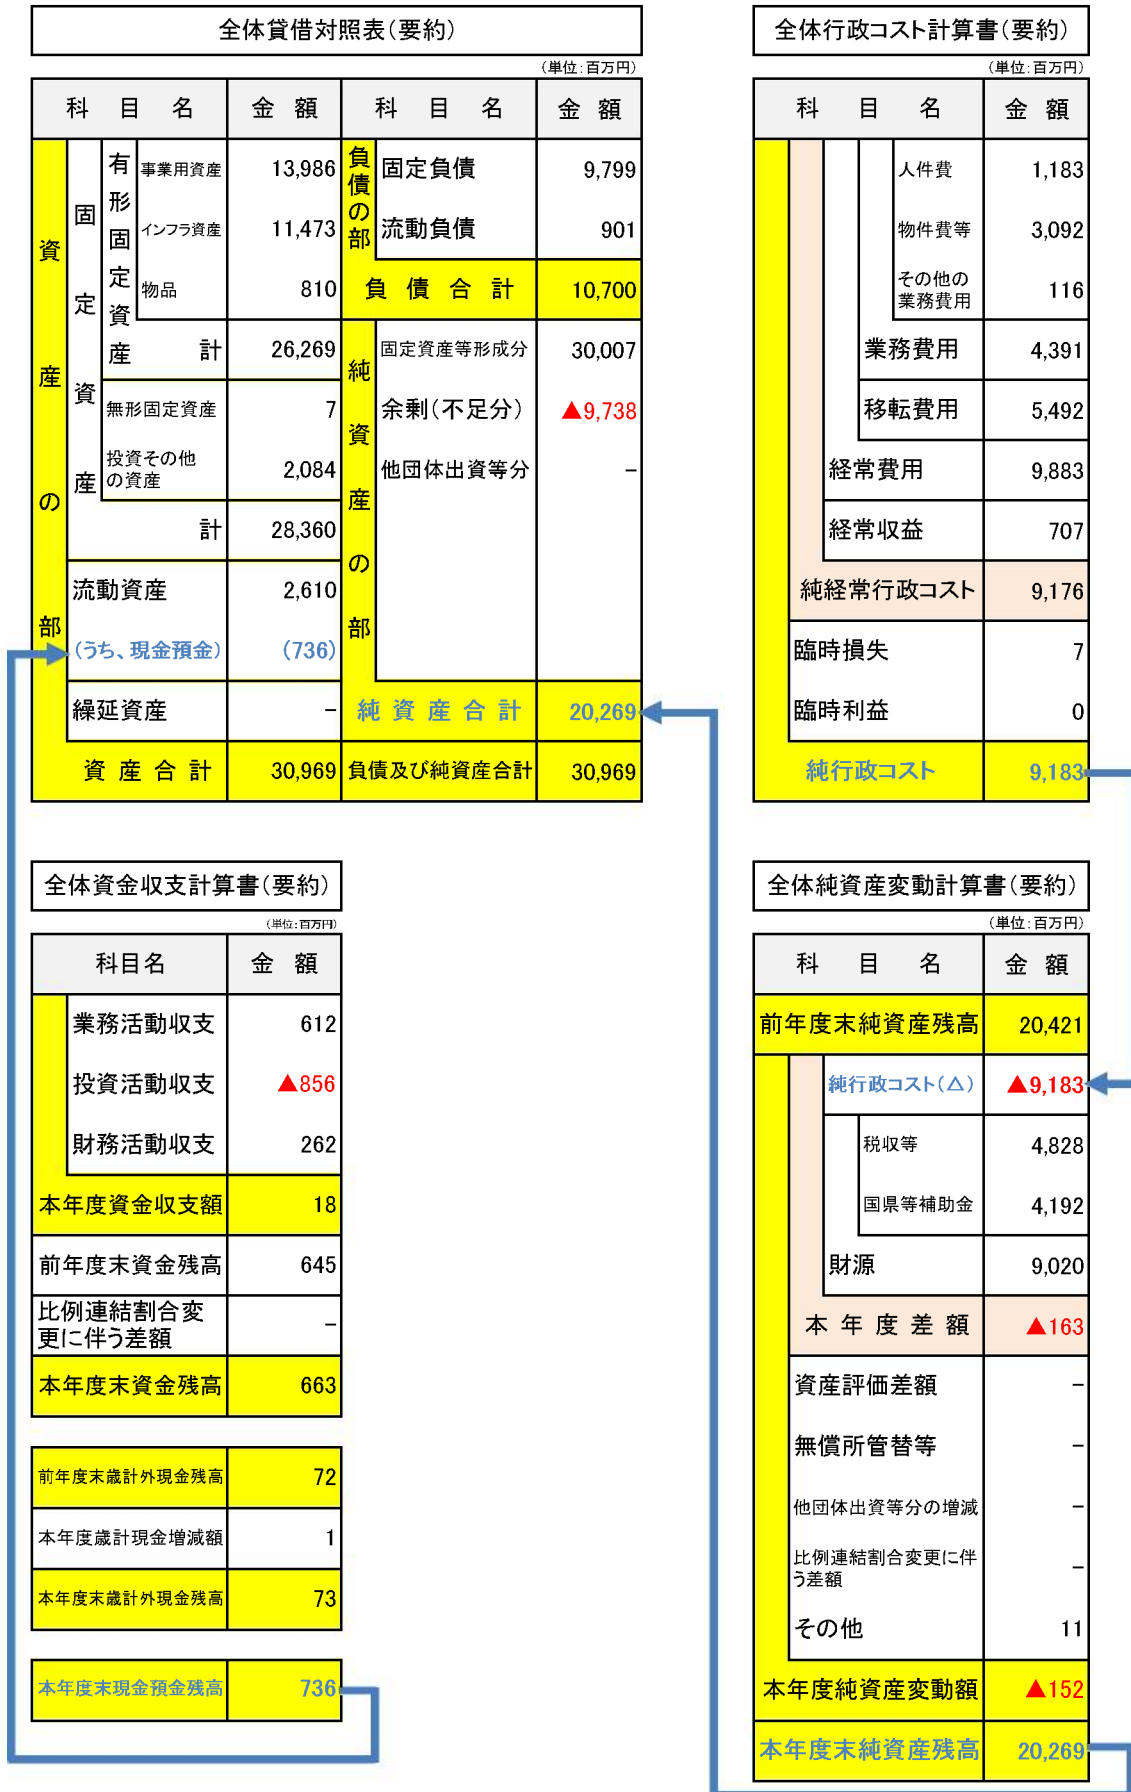 全体貸借対照表(要約)
(単位:百万円)
科 目 名 金 額 科 目 名 金 額
資産の部
固定資産
有形固定資産
事業用資産 13,986
インフラ資産 11,473
物品 810
計 26,269
無形固定資産 7
投資その他
の資産 2,084
計 28,360
流動資産 2,610
(うち、現金預金) (736)
繰延資産 −
資産合計 30,969
負債の部
固定負債 9,799
流動負債 901
負債合計 10,700
純資産の部
固定資産等形成分 30,007
余剰(不足分) ▲9,738
他団体出資等分 −
純資産合計 20,269
負債及び純資産合計 30,969
全体行政コスト計算書(要約)
(単位:百万円)
科 目 名 金 額
人件費 1,183
物件費等 3,092
その他の
業務費用 116
業務費用 4,391
移転費用 5,492
経常費用 9,883
経常収益 707
純経常行政コスト 9,176
臨時損失 7
臨時利益 0
純行政コスト 9,183
全体資金収支計算書(要約)
(単位:百万円)
科目名 金 額
業務活動収支 612
投資活動収支 ▲856
財務活動収支 262
本年度資金収支額 18
前年度末資金残高 645
比例連結割合変
更に伴う差額 −
本年度末資金残高 663
前年度末歳計外現金残高 72
本年度歳計現金増減額 1
本年度末歳計外現金残高 73
本年度末現金預金残高 736
全体純資産変動計算書(要約)
(単位:百万円)
科 目 名 金 額
前年度末純資産残高 20,421
純行政コスト(△) ▲9,183
税収等 4,828
国県等補助金 4,192
財源 9,020
本年度差額 ▲163
資産評価差額 −
無償所管替等 −
他団体出資等分の増減 −
比例連結割合変更に伴
う差額 −
その他 11
本年度純資産変動額 ▲152
本年度末純資産残高 20,269